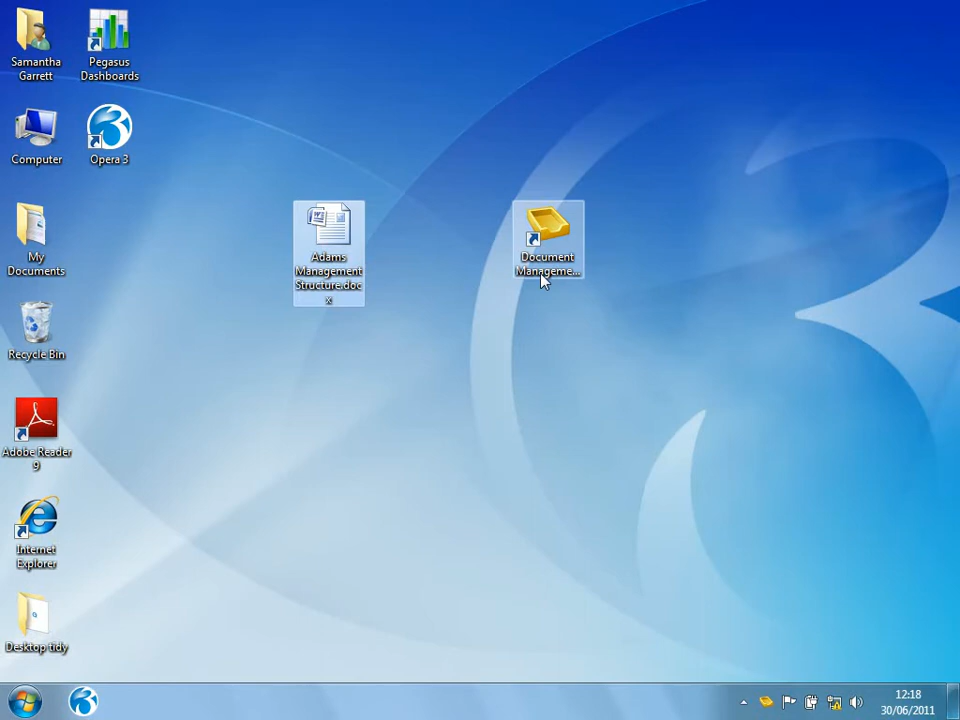 Samantha
Garrett
Pegasus
Dashboards
Computer
Opera 3
My
Documents
Adams
Management
Structure.doc
x
Document
Manageme...
Recycle Bin
Adobe Reader
9
Internet
Explorer
Desktop tidy
12:18
30/06/2011